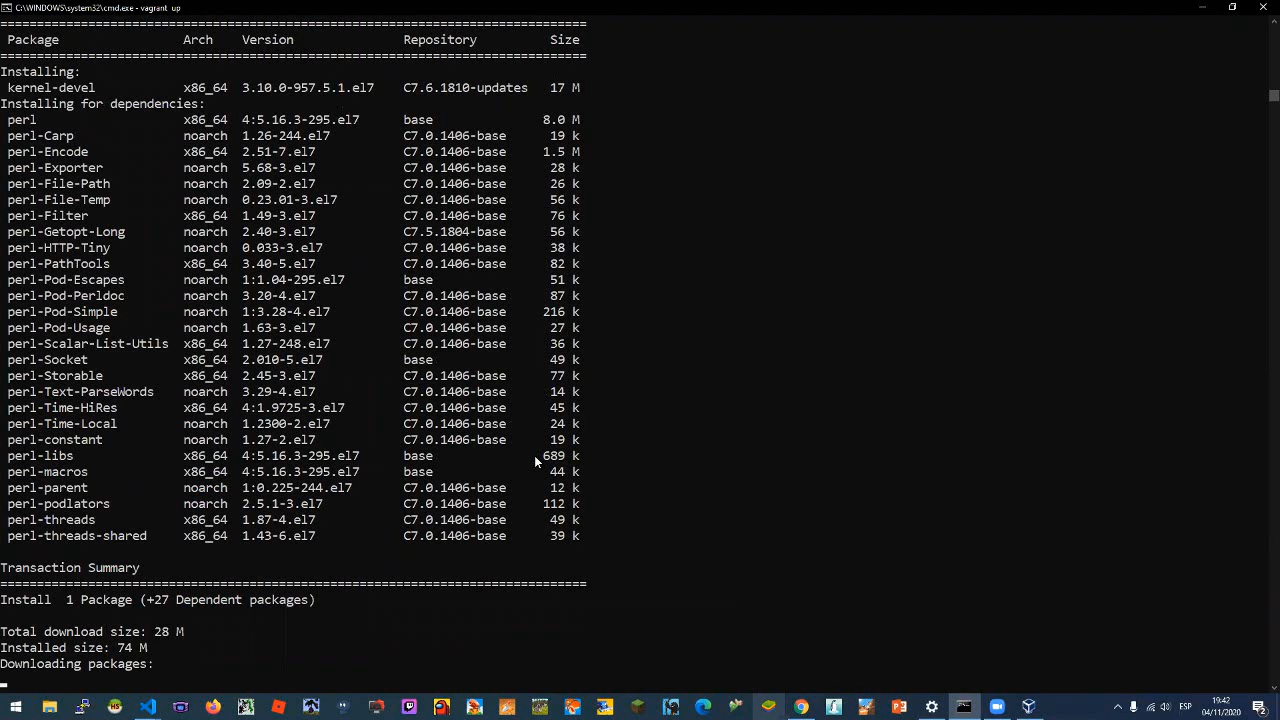 C:\WINDOWS\system32\cmd.exe - vagrant up
================================================================================
Package Arch Version Repository Size
================================================================================
Installing:
kernel-devel x86_64 3.10.0-957.5.1.el7 C7.6.1810-updates 17 M
Installing for dependencies:
perl x86_64 4:5.16.3-295.el7 base 8.0 M
perl-Carp noarch 1.26-244.el7 C7.0.1406-base 19 k
perl-Encode x86_64 2.51-7.el7 C7.0.1406-base 1.5 M
perl-Exporter noarch 5.68-3.el7 C7.0.1406-base 28 k
perl-File-Path noarch 2.09-2.el7 C7.0.1406-base 26 k
perl-File-Temp noarch 0.23.01-3.el7 C7.0.1406-base 56 k
perl-Filter x86_64 1.49-3.el7 C7.0.1406-base 76 k
perl-Getopt-Long noarch 2.40-3.el7 C7.5.1804-base 56 k
perl-HTTP-Tiny noarch 0.033-3.el7 C7.0.1406-base 38 k
perl-PathTools x86_64 3.40-5.el7 C7.0.1406-base 82 k
perl-Pod-Escapes noarch 1:1.04-295.el7 base 51 k
perl-Pod-Perldoc noarch 3.20-4.el7 C7.0.1406-base 87 k
perl-Pod-Simple noarch 1:3.28-4.el7 C7.0.1406-base 216 k
perl-Pod-Usage noarch 1.63-3.el7 C7.0.1406-base 27 k
perl-Scalar-List-Utils x86_64 1.27-248.el7 C7.0.1406-base 36 k
perl-Socket x86_64 2.010-5.el7 base 49 k
perl-Storable x86_64 2.45-3.el7 C7.0.1406-base 77 k
perl-Text-ParseWords noarch 3.29-4.el7 C7.0.1406-base 14 k
perl-Time-HiRes x86_64 4:1.9725-3.el7 C7.0.1406-base 45 k
perl-Time-Local noarch 1.2300-2.el7 C7.0.1406-base 24 k
perl-constant noarch 1.27-2.el7 C7.0.1406-base 19 k
perl-libs x86_64 4:5.16.3-295.el7 base 689 k
perl-macros x86_64 4:5.16.3-295.el7 base 44 k
perl-parent noarch 1:0.225-244.el7 C7.0.1406-base 12 k
perl-podlators noarch 2.5.1-3.el7 C7.0.1406-base 112 k
perl-threads x86_64 1.87-4.el7 C7.0.1406-base 49 k
perl-threads-shared x86_64 1.43-6.el7 C7.0.1406-base 39 k
Transaction Summary
================================================================================
Install 1 Package (+27 Dependent packages)
Total download size: 28 M
Installed size: 74 M
Downloading packages:
ESP 19:42
04/11/2020